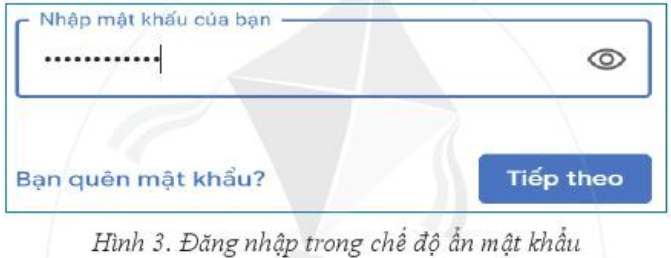 Nhập mật khẩu của bạn
••••••••••••
Bạn quên mật khẩu?
Tiếp theo
Hình 3. Đăng nhập trong chế độ ẩn mật khẩu